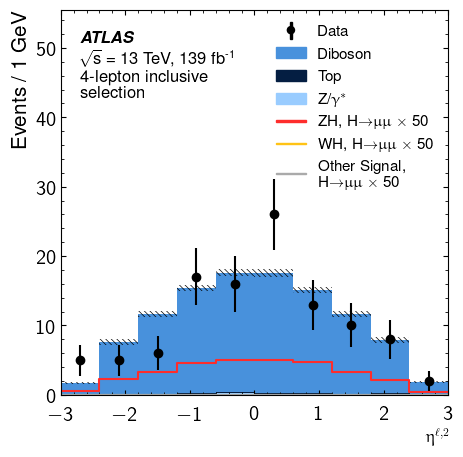 Events / 1 GeV
50
40
30
20
10
0
ATLAS
√s = 13 TeV, 139 fb⁻¹
4-lepton inclusive
selection
Data
Diboson
Top
Z/γ*
ZH, H→μμ × 50
WH, H→μμ × 50
Other Signal,
H→μμ × 50
−3 −2 −1 0 1 2 3
η^ℓ,2